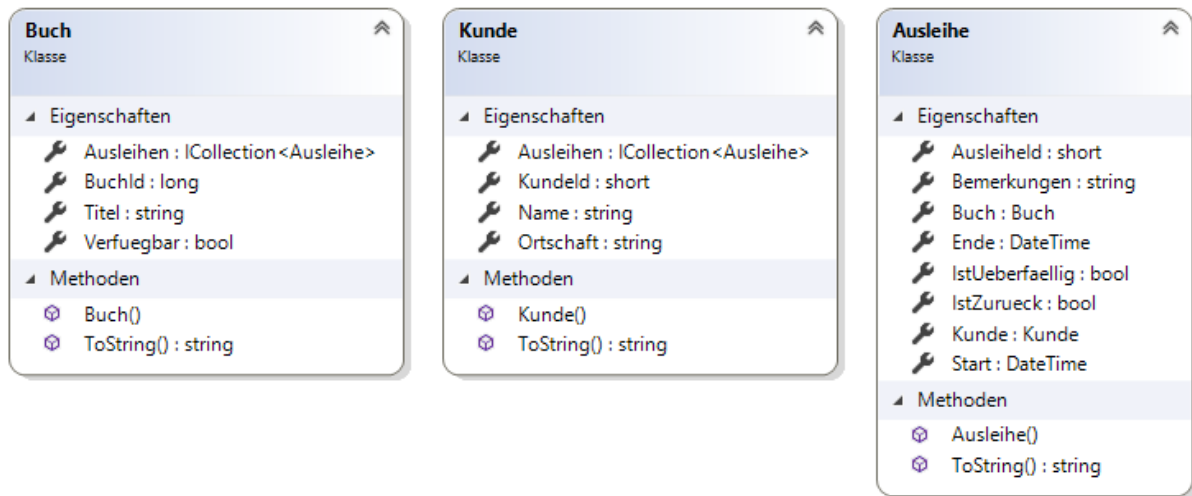 Buch
Klasse
Eigenschaften
Ausleihen : ICollection<Ausleihe>
BuchId : long
Titel : string
Verfuegbar : bool
Methoden
Buch()
ToString() : string
Kunde
Klasse
Eigenschaften
Ausleihen : ICollection<Ausleihe>
KundeId : short
Name : string
Ortschaft : string
Methoden
Kunde()
ToString() : string
Ausleihe
Klasse
Eigenschaften
AusleiheId : short
Bemerkungen : string
Buch : Buch
Ende : DateTime
IstUeberfaellig : bool
IstZurueck : bool
Kunde : Kunde
Start : DateTime
Methoden
Ausleihe()
ToString() : string